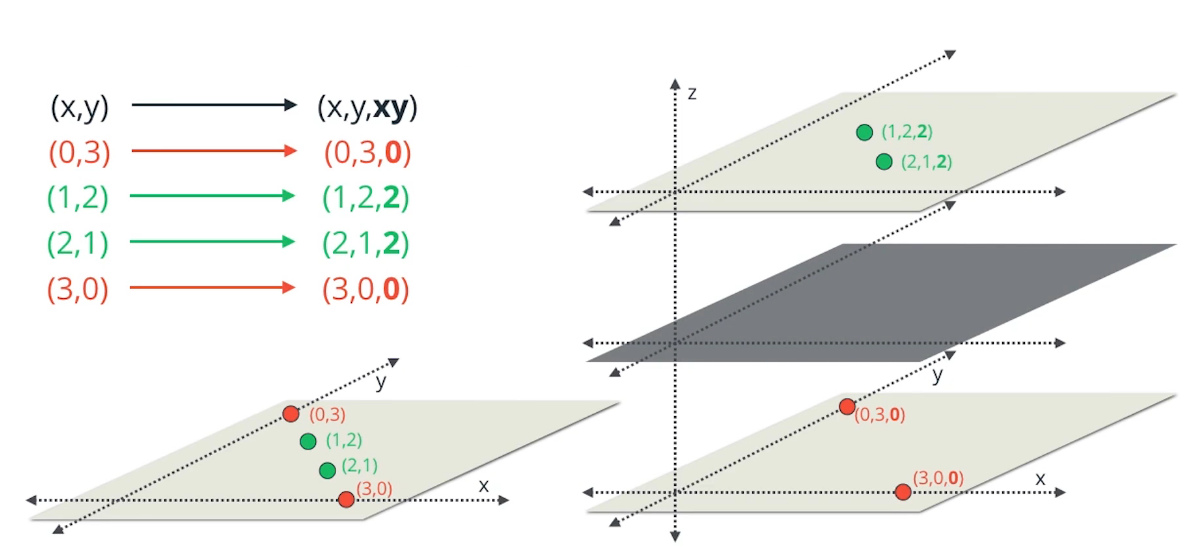 (x,y) (x,y,xy)
(0,3) (0,3,0)
(1,2) (1,2,2)
(2,1) (2,1,2)
(3,0) (3,0,0)
y
(0,3)
(1,2)
(2,1)
(3,0)
x
z
(1,2,2)
(2,1,2)
y
(0,3,0)
(3,0,0)
x